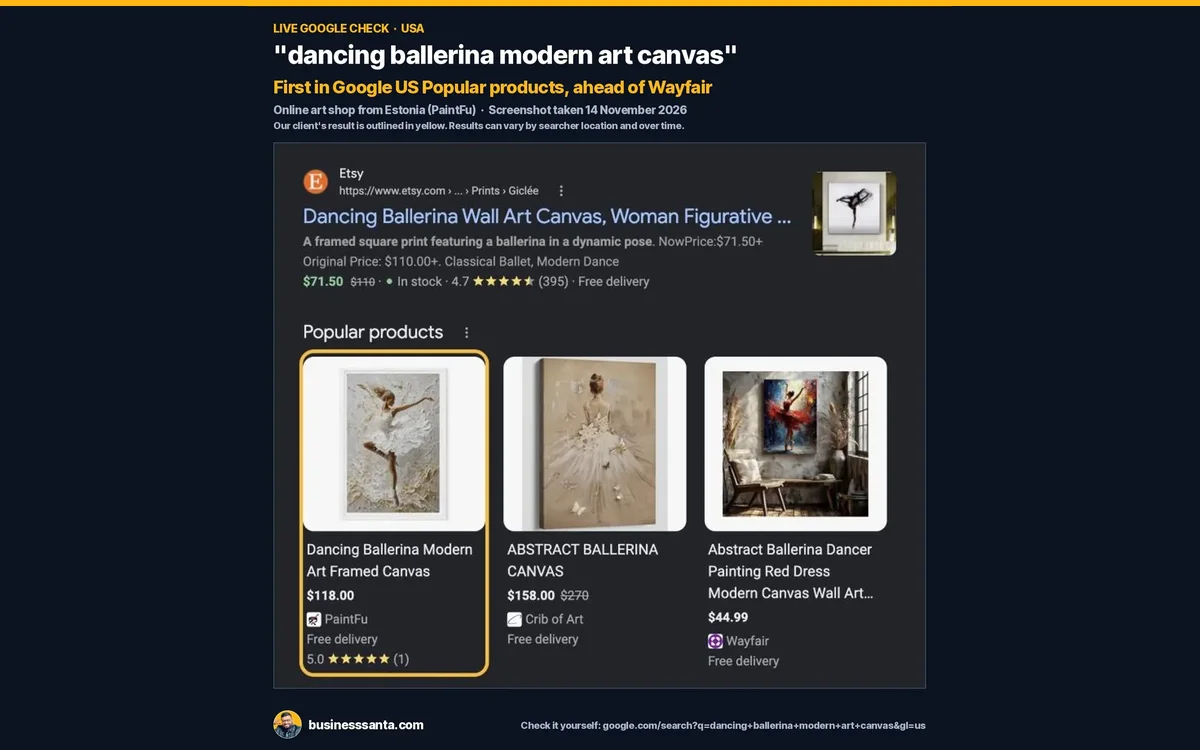 LIVE GOOGLE CHECK · USA
"dancing ballerina modern art canvas"
First in Google US Popular products, ahead of Wayfair
Online art shop from Estonia (PaintFu) · Screenshot taken 14 November 2026
Our client's result is outlined in yellow. Results can vary by searcher location and over time.
E
Etsy
https://www.etsy.com › ... › Prints › Giclée
Dancing Ballerina Wall Art Canvas, Woman Figurative ...
A framed square print featuring a ballerina in a dynamic pose. NowPrice:$71.50+
Original Price: $110.00+. Classical Ballet, Modern Dance
$71.50 $110 · In stock · 4.7 ★★★★★ (395) · Free delivery
Popular products
Dancing Ballerina Modern
Art Framed Canvas
$118.00
PaintFu
Free delivery
5.0 ★★★★★ (1)
ABSTRACT BALLERINA
CANVAS
$158.00 $270
Crib of Art
Free delivery
Abstract Ballerina Dancer
Painting Red Dress
Modern Canvas Wall Art...
$44.99
Wayfair
Free delivery
businesssanta.com
Check it yourself: google.com/search?q=dancing+ballerina+modern+art+canvas&gl=us